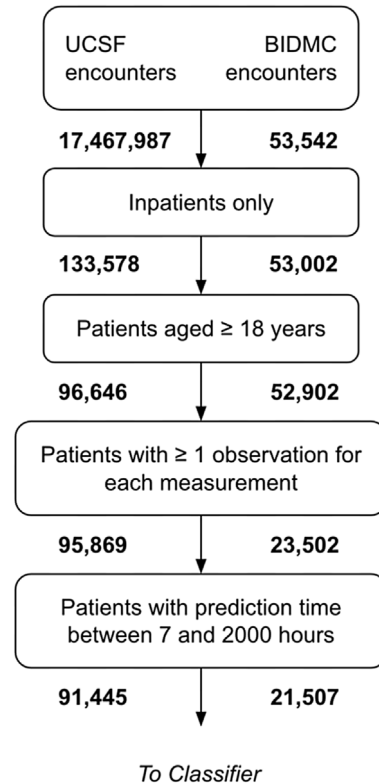 UCSF BIDMC
encounters encounters
17,467,987 53,542
Inpatients only
133,578 53,002
Patients aged ≥ 18 years
96,646 52,902
Patients with ≥ 1 observation for
each measurement
95,869 23,502
Patients with prediction time
between 7 and 2000 hours
91,445 21,507
To Classifier